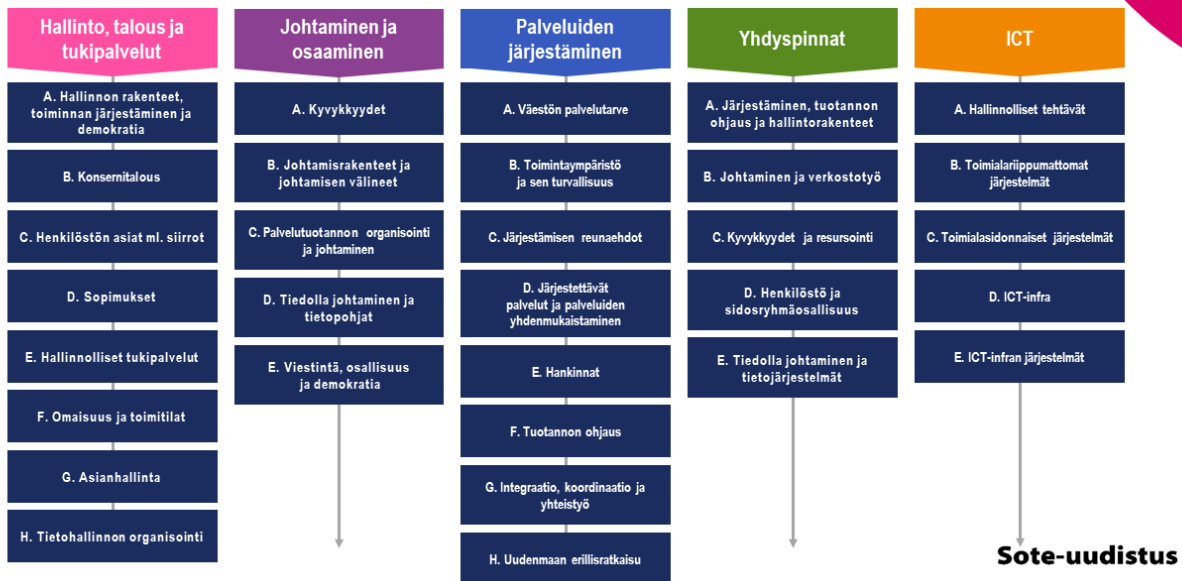 Hallinto, talous ja
tukipalvelut
A. Hallinnon rakenteet,
toiminnan järjestäminen ja
demokratia
B. Konsernitalous
C. Henkilöstön asiat ml. siirrot
D. Sopimukset
E. Hallinnolliset tukipalvelut
F. Omaisuus ja toimitilat
G. Asianhallinta
H. Tietohallinnon organisointi
Johtaminen ja
osaaminen
A. Kyvykkyydet
B. Johtamisrakenteet ja
johtamisen välineet
C. Palvelutuotannon organisointi
ja johtaminen
D. Tiedolla johtaminen ja
tietopohjat
E. Viestintä, osallisuus
ja demokratia
Palveluiden
järjestäminen
A. Väestön palvelutarve
B. Toimintaympäristö
ja sen turvallisuus
C. Järjestämisen reunaehdot
D. Järjestettävät
palvelut ja palveluiden
yhdenmukaistaminen
E. Hankinnat
F. Tuotannon ohjaus
G. Integraatio, koordinaatio ja
yhteistyö
H. Uudenmaan erillisratkaisu
Yhdyspinnat
A. Järjestäminen, tuotannon
ohjaus ja hallintorakenteet
B. Johtaminen ja verkostotyö
C. Kyvykkyydet ja resursointi
D. Henkilöstö ja
sidosryhmäosallisuus
E. Tiedolla johtaminen ja
tietojärjestelmät
ICT
A. Hallinnolliset tehtävät
B. Toimialariippumattomat
järjestelmät
C. Toimialasidonnaiset järjestelmät
D. ICT-infra
E. ICT-infran järjestelmät
Sote-uudistus